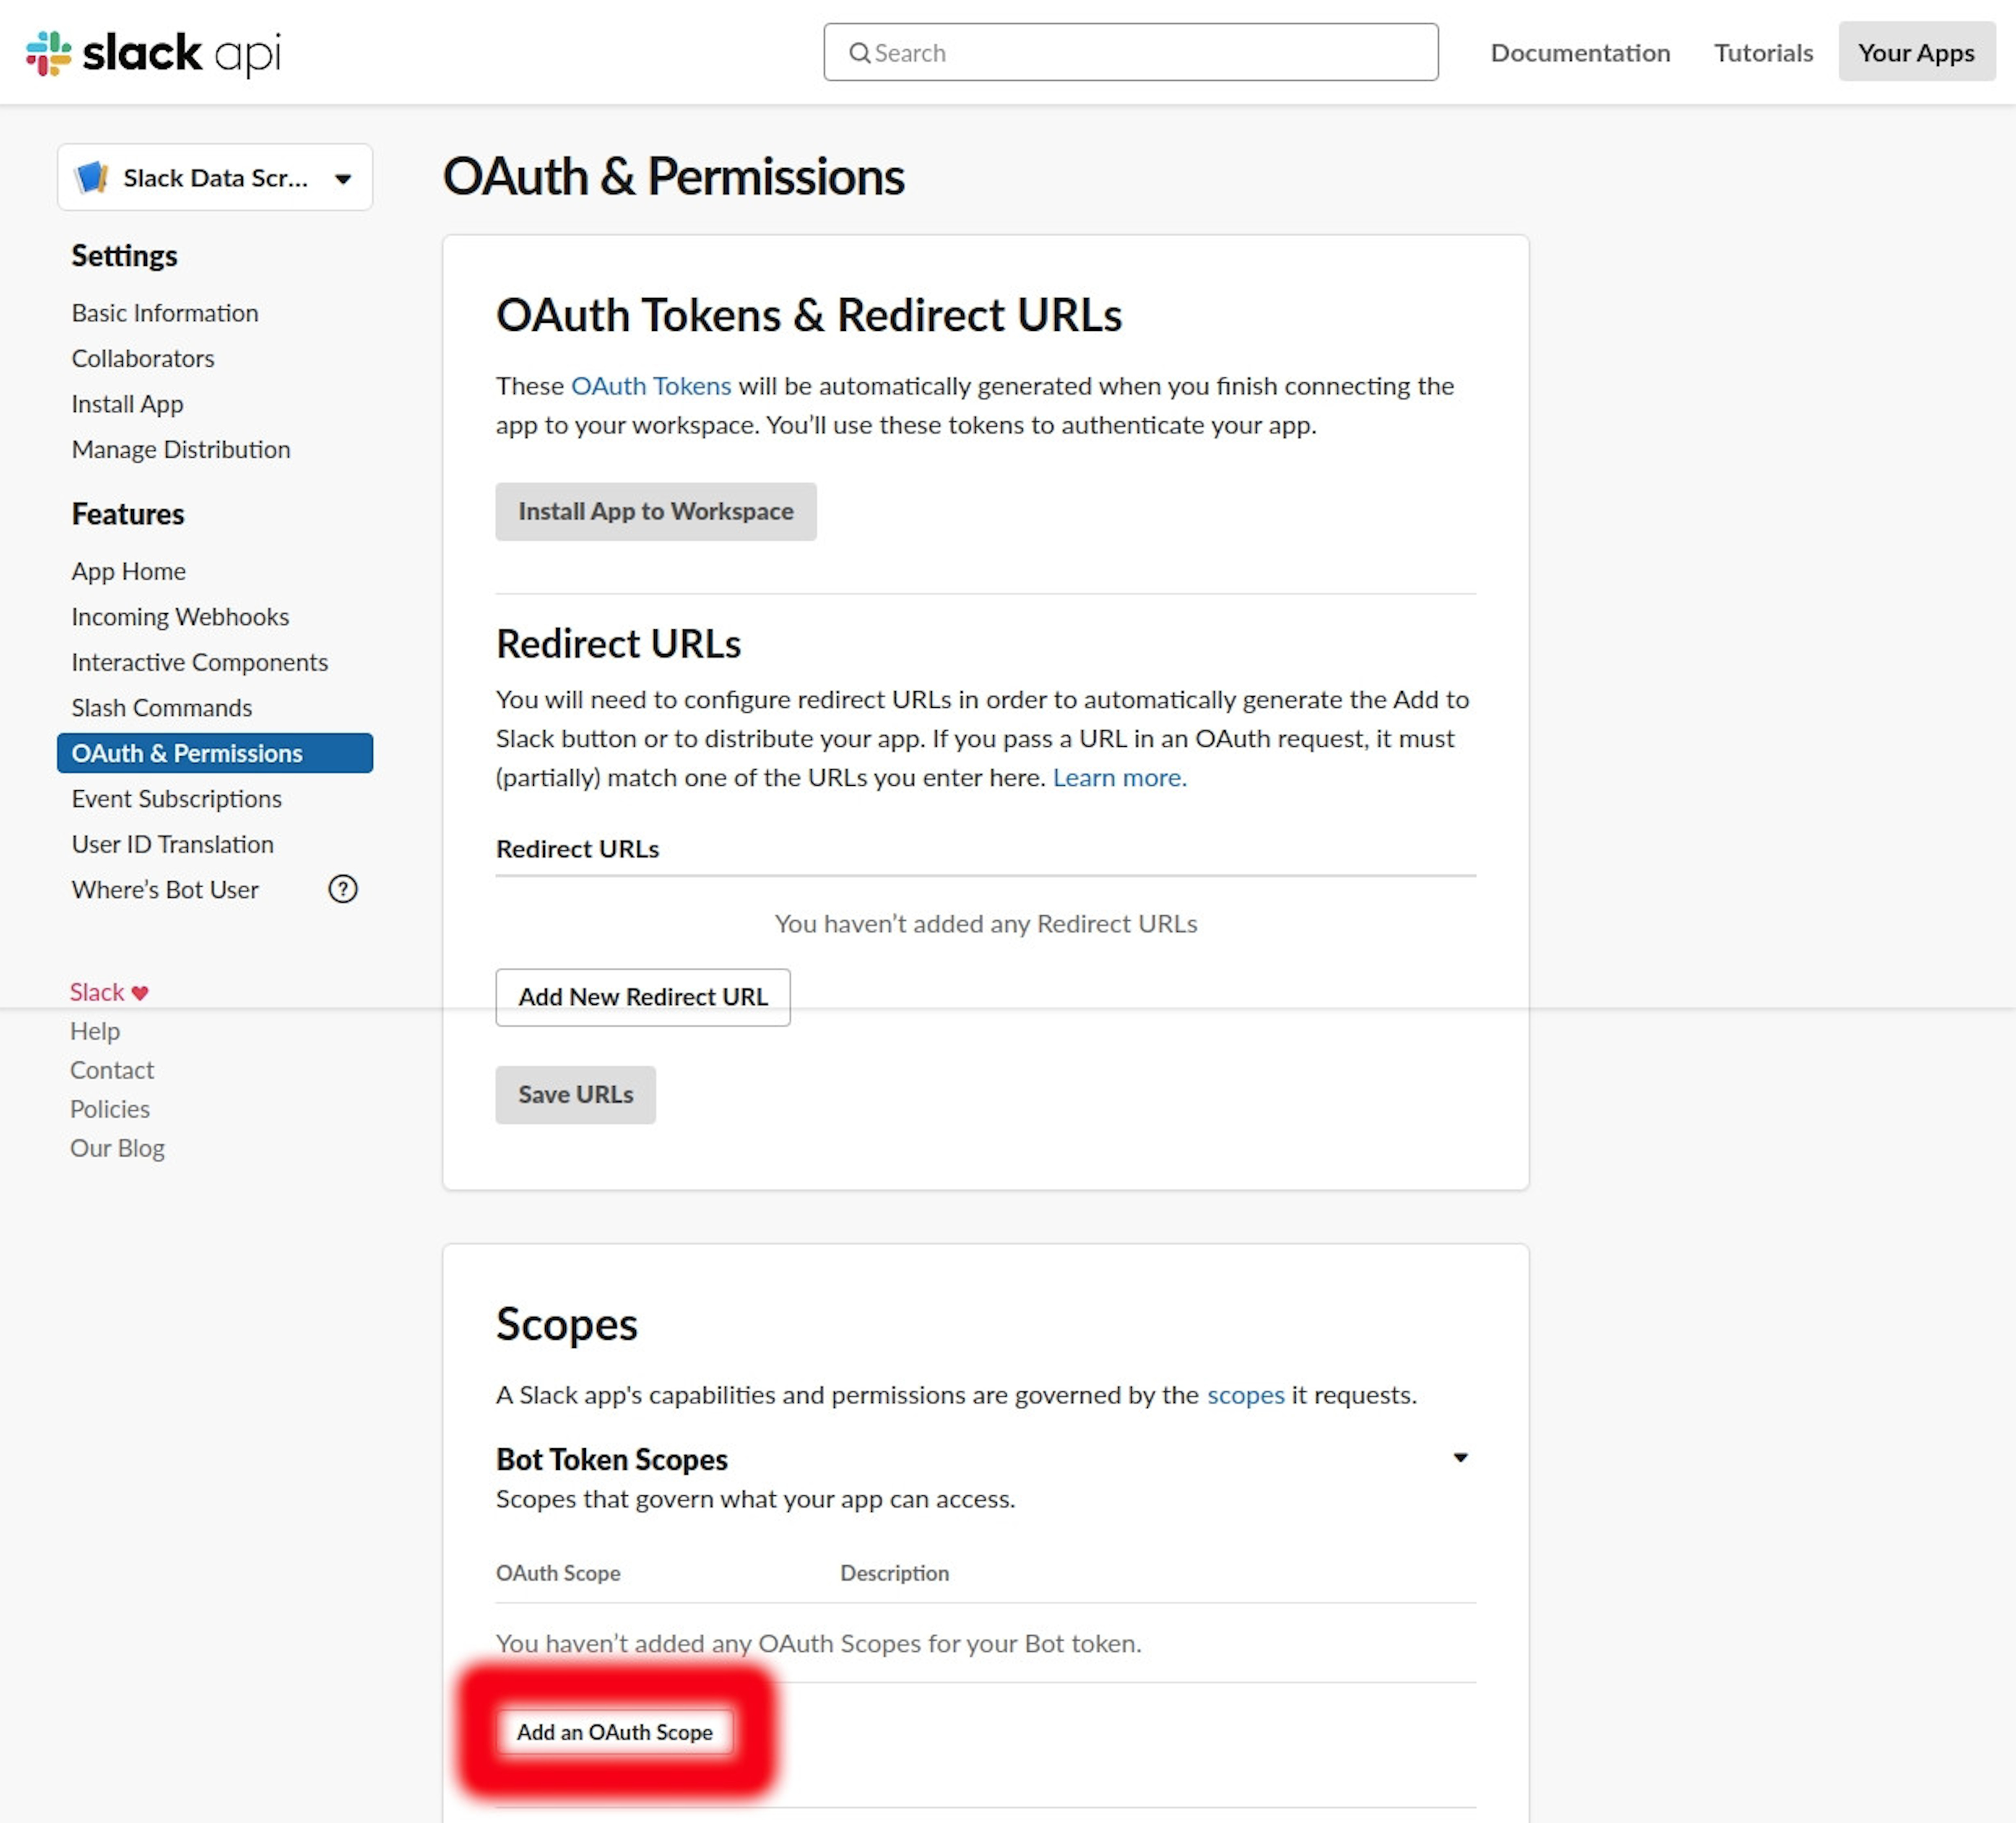 slack api
Search
Documentation
Tutorials
Your Apps
Slack Data Scr...
Settings
Basic Information
Collaborators
Install App
Manage Distribution
Features
App Home
Incoming Webhooks
Interactive Components
Slash Commands
OAuth & Permissions
Event Subscriptions
User ID Translation
Where’s Bot User
?
Slack
Help
Contact
Policies
Our Blog
OAuth & Permissions
OAuth Tokens & Redirect URLs
These OAuth Tokens will be automatically generated when you finish connecting the
app to your workspace. You’ll use these tokens to authenticate your app.
Install App to Workspace
Redirect URLs
You will need to configure redirect URLs in order to automatically generate the Add to
Slack button or to distribute your app. If you pass a URL in an OAuth request, it must
(partially) match one of the URLs you enter here. Learn more.
Redirect URLs
You haven’t added any Redirect URLs
Add New Redirect URL
Save URLs
Scopes
A Slack app's capabilities and permissions are governed by the scopes it requests.
Bot Token Scopes
Scopes that govern what your app can access.
OAuth Scope
Description
You haven’t added any OAuth Scopes for your Bot token.
Add an OAuth Scope